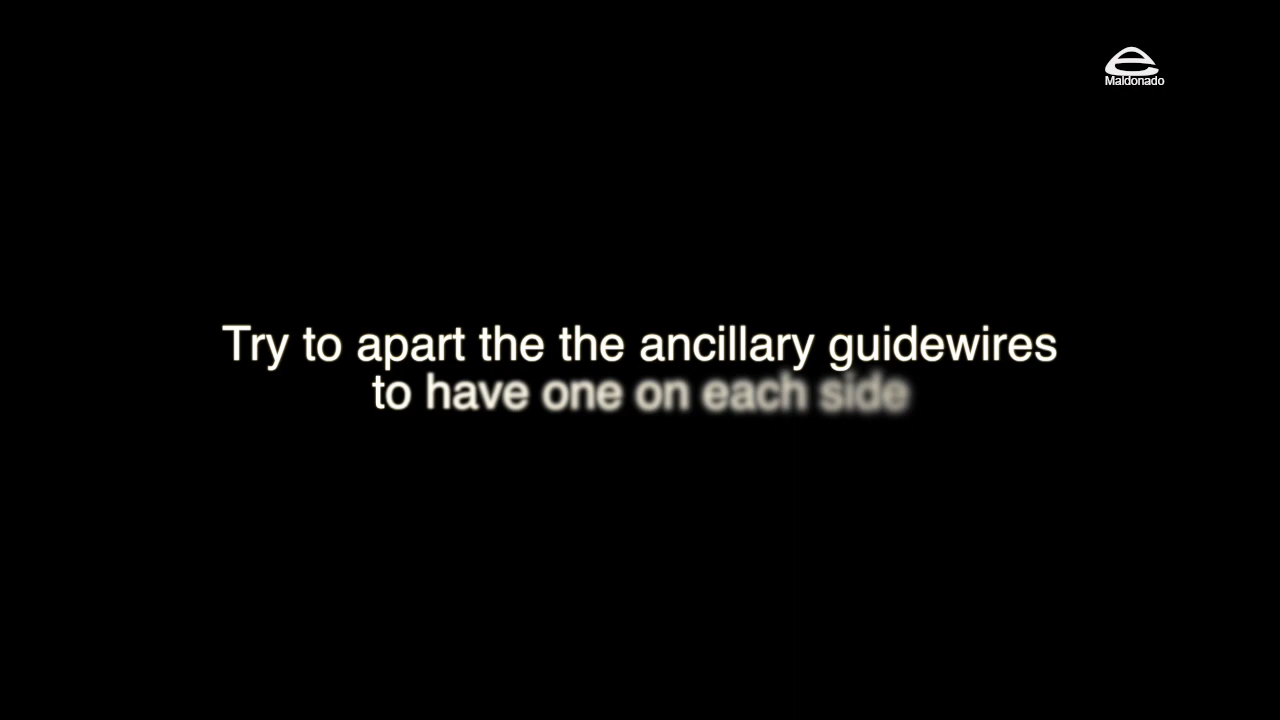 Maldonado
Try to apart the the ancillary guidewires
to have one on each side